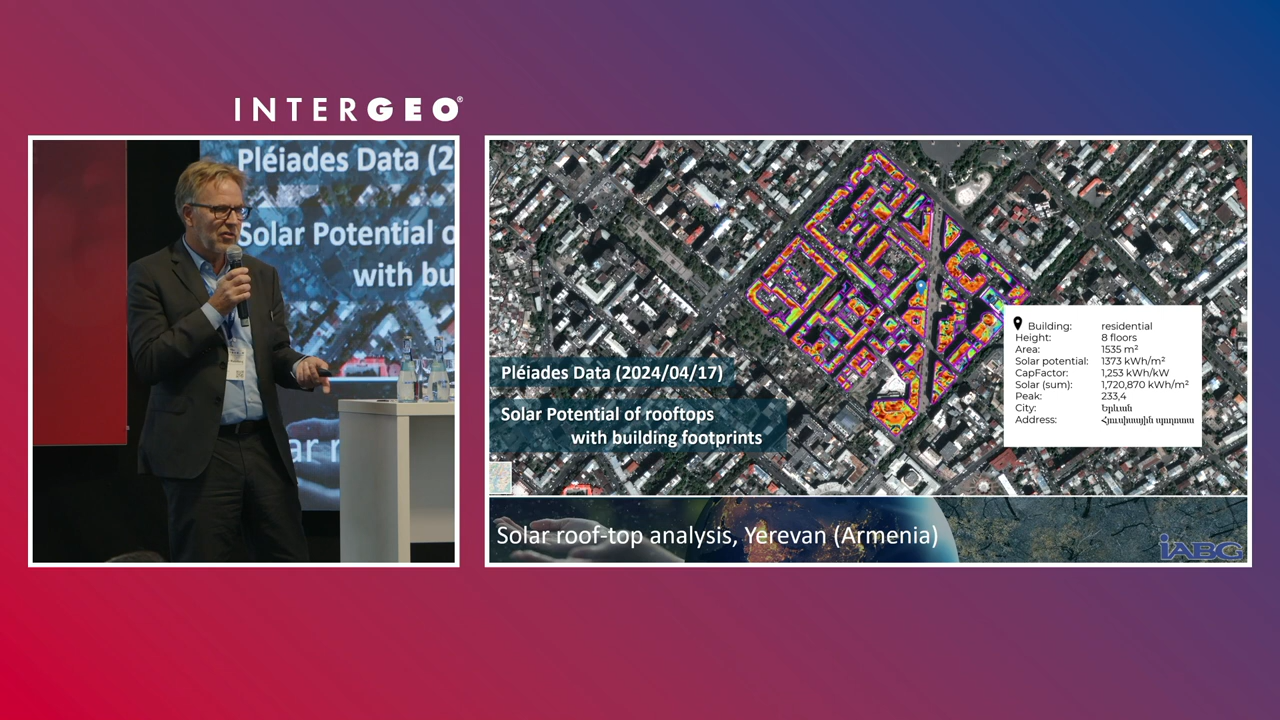 INTERGEO®
Pléiades Data (2
Solar Potential o
with bu
ar r
Pléiades Data (2024/04/17)
Solar Potential of rooftops
with building footprints
Building: residential
Height: 8 floors
Area: 1535 m²
Solar potential: 1373 kWh/m²
CapFactor: 1,253 kWh/kW
Solar (sum): 1,720,870 kWh/m²
Peak: 233,4
City: Երևան
Address: Հյուսիսային պողոտա
Solar roof-top analysis, Yerevan (Armenia)
iABG